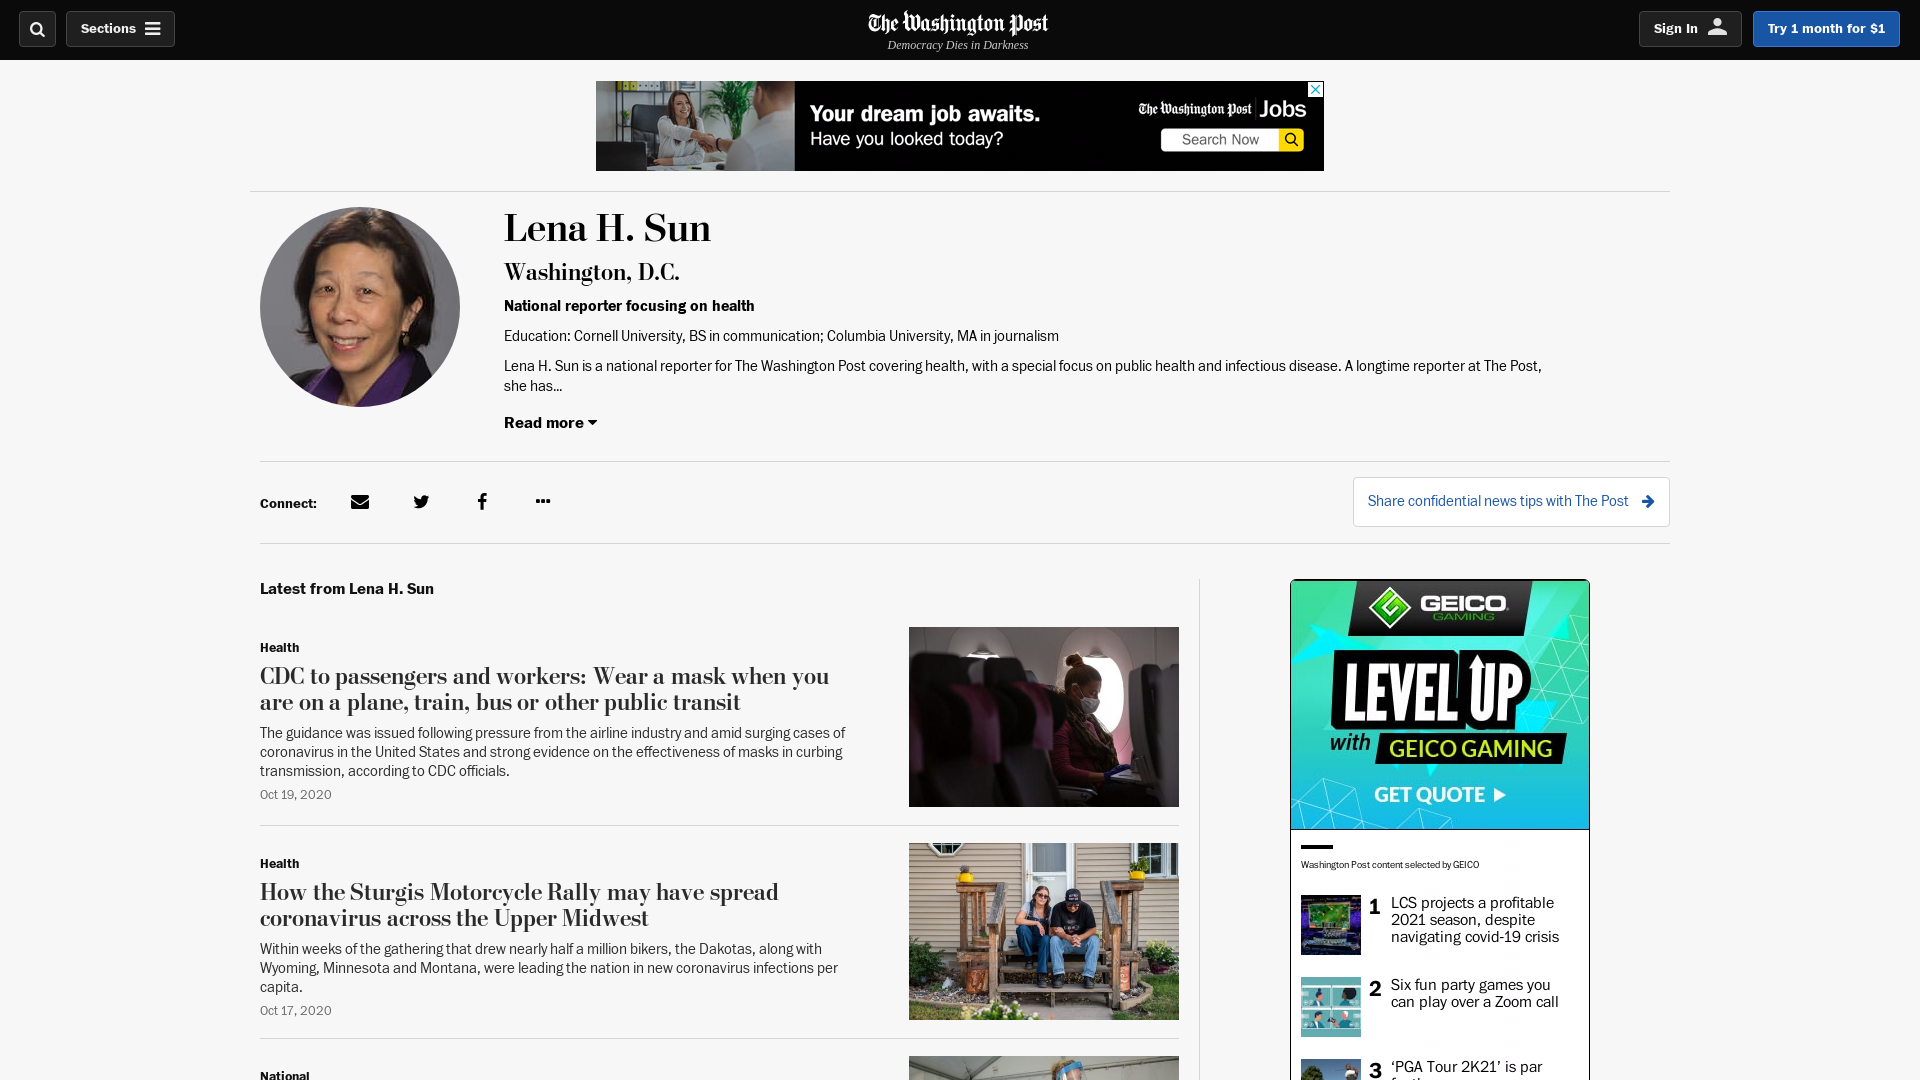 Sections
The Washington Post
Democracy Dies in Darkness
Sign In
Try 1 month for $1
Your dream job awaits.
Have you looked today?
The Washington Post Jobs
Search Now
Lena H. Sun
Washington, D.C.
National reporter focusing on health
Education: Cornell University, BS in communication; Columbia University, MA in journalism
Lena H. Sun is a national reporter for The Washington Post covering health, with a special focus on public health and infectious disease. A longtime reporter at The Post,
she has...
Read more
Connect:
Share confidential news tips with The Post
Latest from Lena H. Sun
Health
CDC to passengers and workers: Wear a mask when you
are on a plane, train, bus or other public transit
The guidance was issued following pressure from the airline industry and amid surging cases of
coronavirus in the United States and strong evidence on the effectiveness of masks in curbing
transmission, according to CDC officials.
Oct 19, 2020
Health
How the Sturgis Motorcycle Rally may have spread
coronavirus across the Upper Midwest
Within weeks of the gathering that drew nearly half a million bikers, the Dakotas, along with
Wyoming, Minnesota and Montana, were leading the nation in new coronavirus infections per
capita.
Oct 17, 2020
National
GEICO
GAMING
LEVEL UP
with GEICO GAMING
GET QUOTE
Washington Post content selected by GEICO
1 LCS projects a profitable
2021 season, despite
navigating covid-19 crisis
2 Six fun party games you
can play over a Zoom call
3 ‘PGA Tour 2K21’ is par